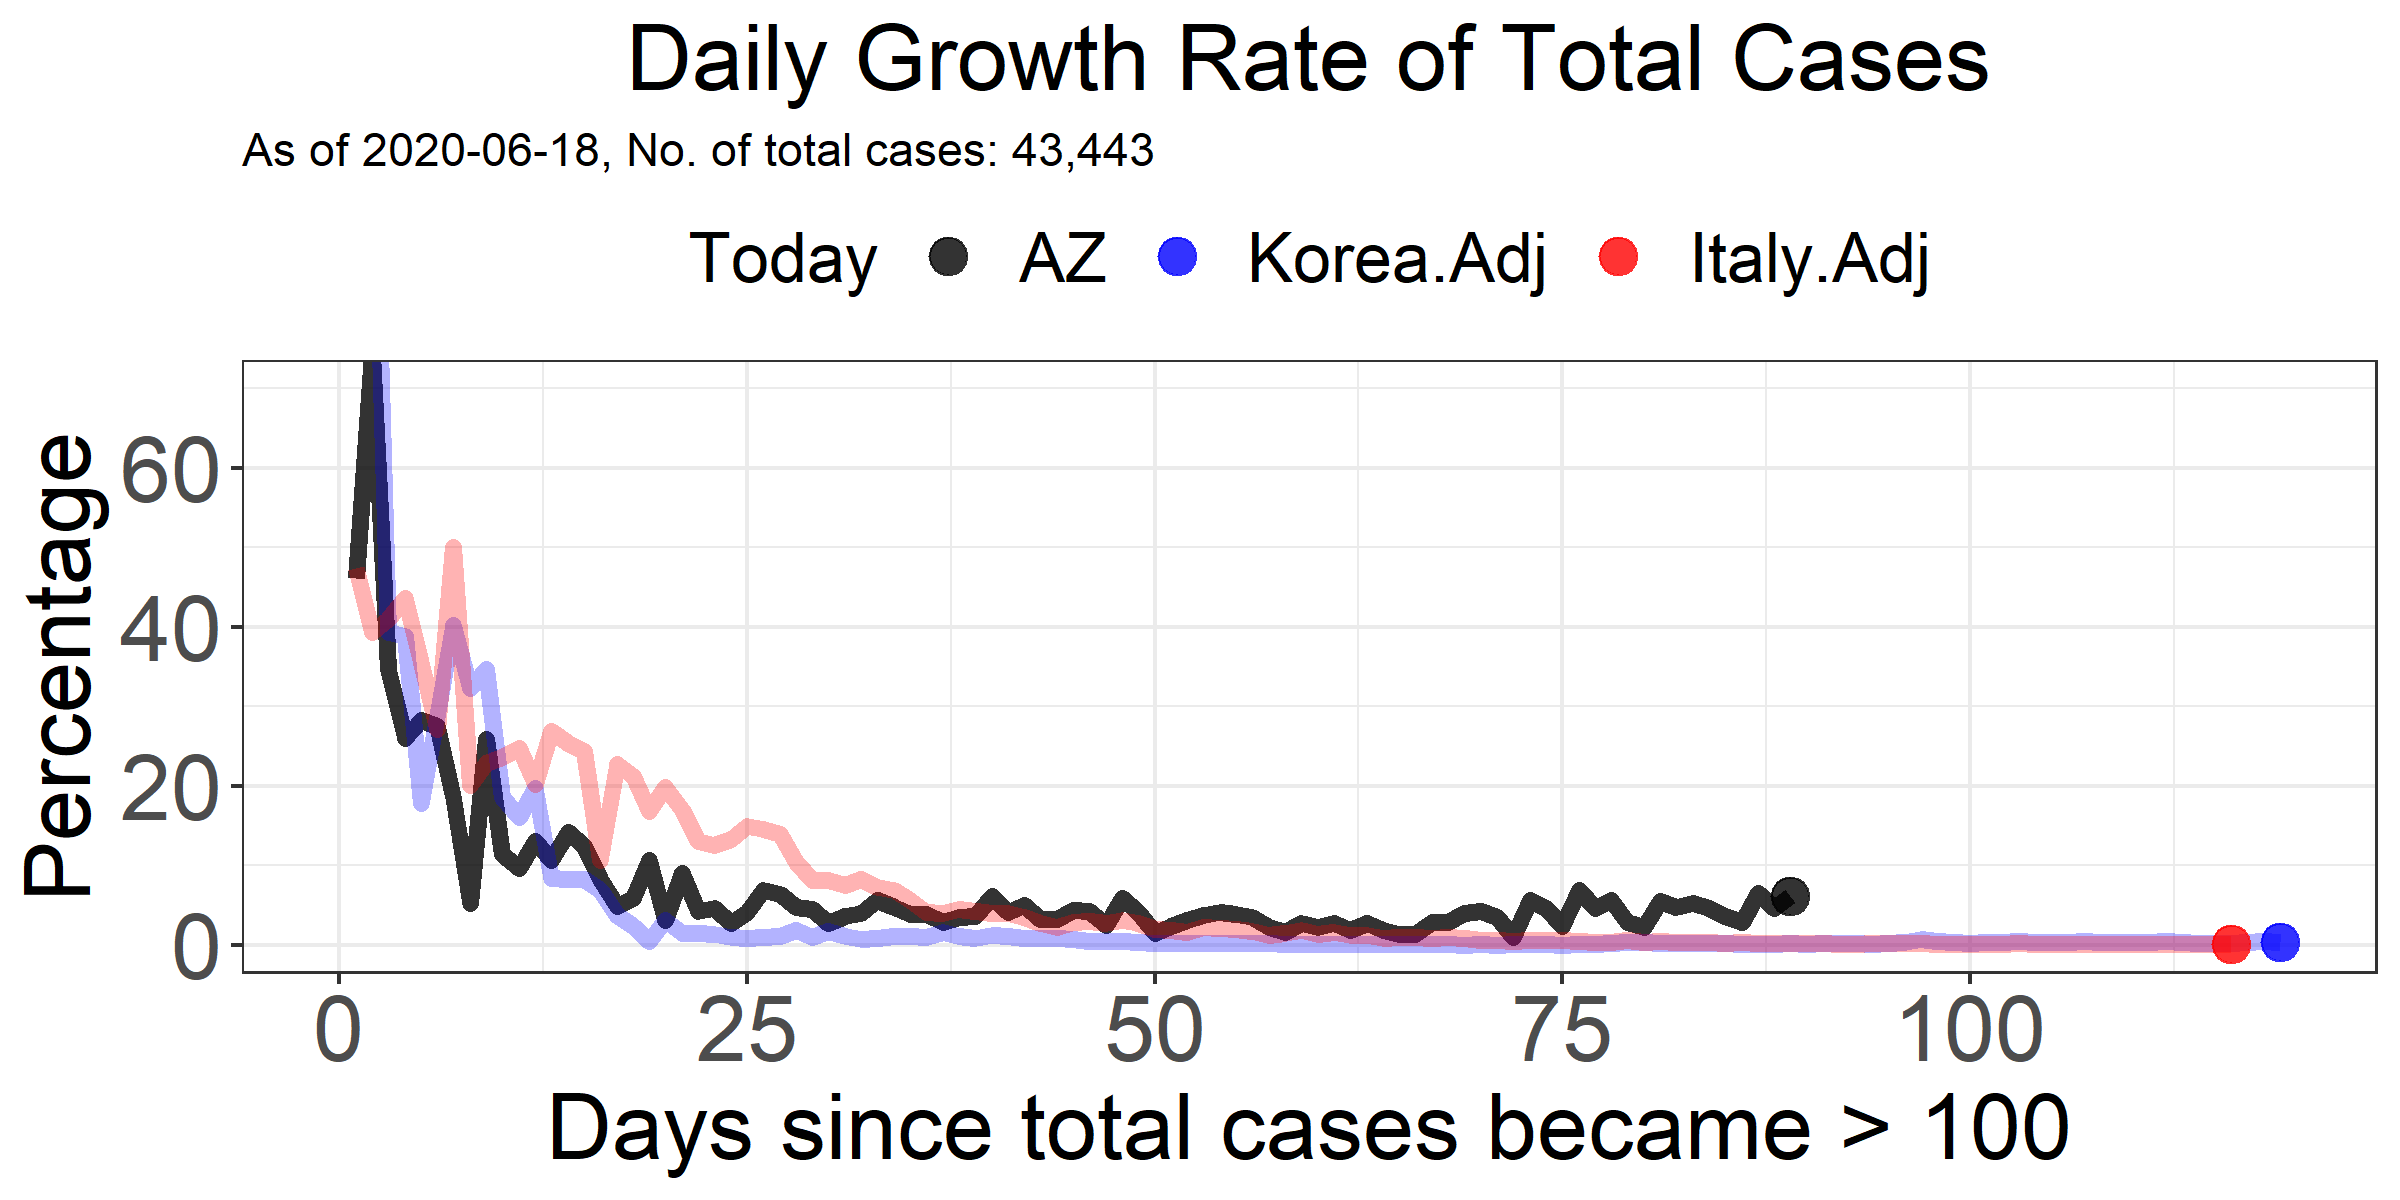 Daily Growth Rate of Total Cases
As of 2020-06-18, No. of total cases: 43,443
Today AZ Korea.Adj Italy.Adj
Percentage
60
40
20
0
0 25 50 75 100
Days since total cases became > 100